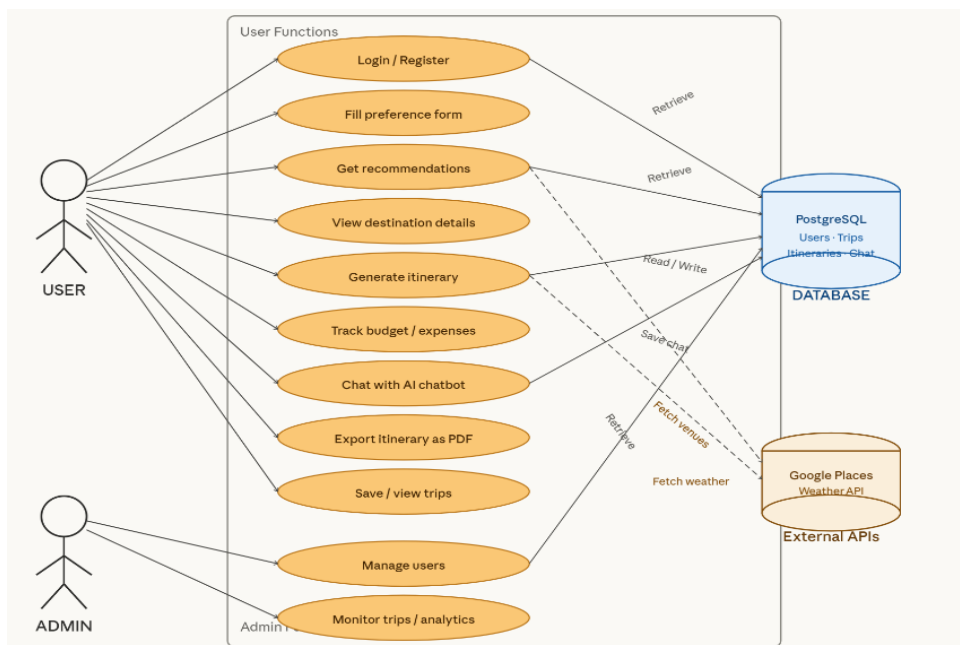 User Functions
Login / Register
Fill preference form
Get recommendations
View destination details
Generate itinerary
Track budget / expenses
Chat with AI chatbot
Export itinerary as PDF
Save / view trips
Manage users
Monitor trips / analytics
Admin
USER
ADMIN
Retrieve
Retrieve
Read / Write
Save chat
Retrieve
Fetch venues
Fetch weather
PostgreSQL
Users · Trips
Itineraries · Chat
DATABASE
Google Places
Weather API
External APIs